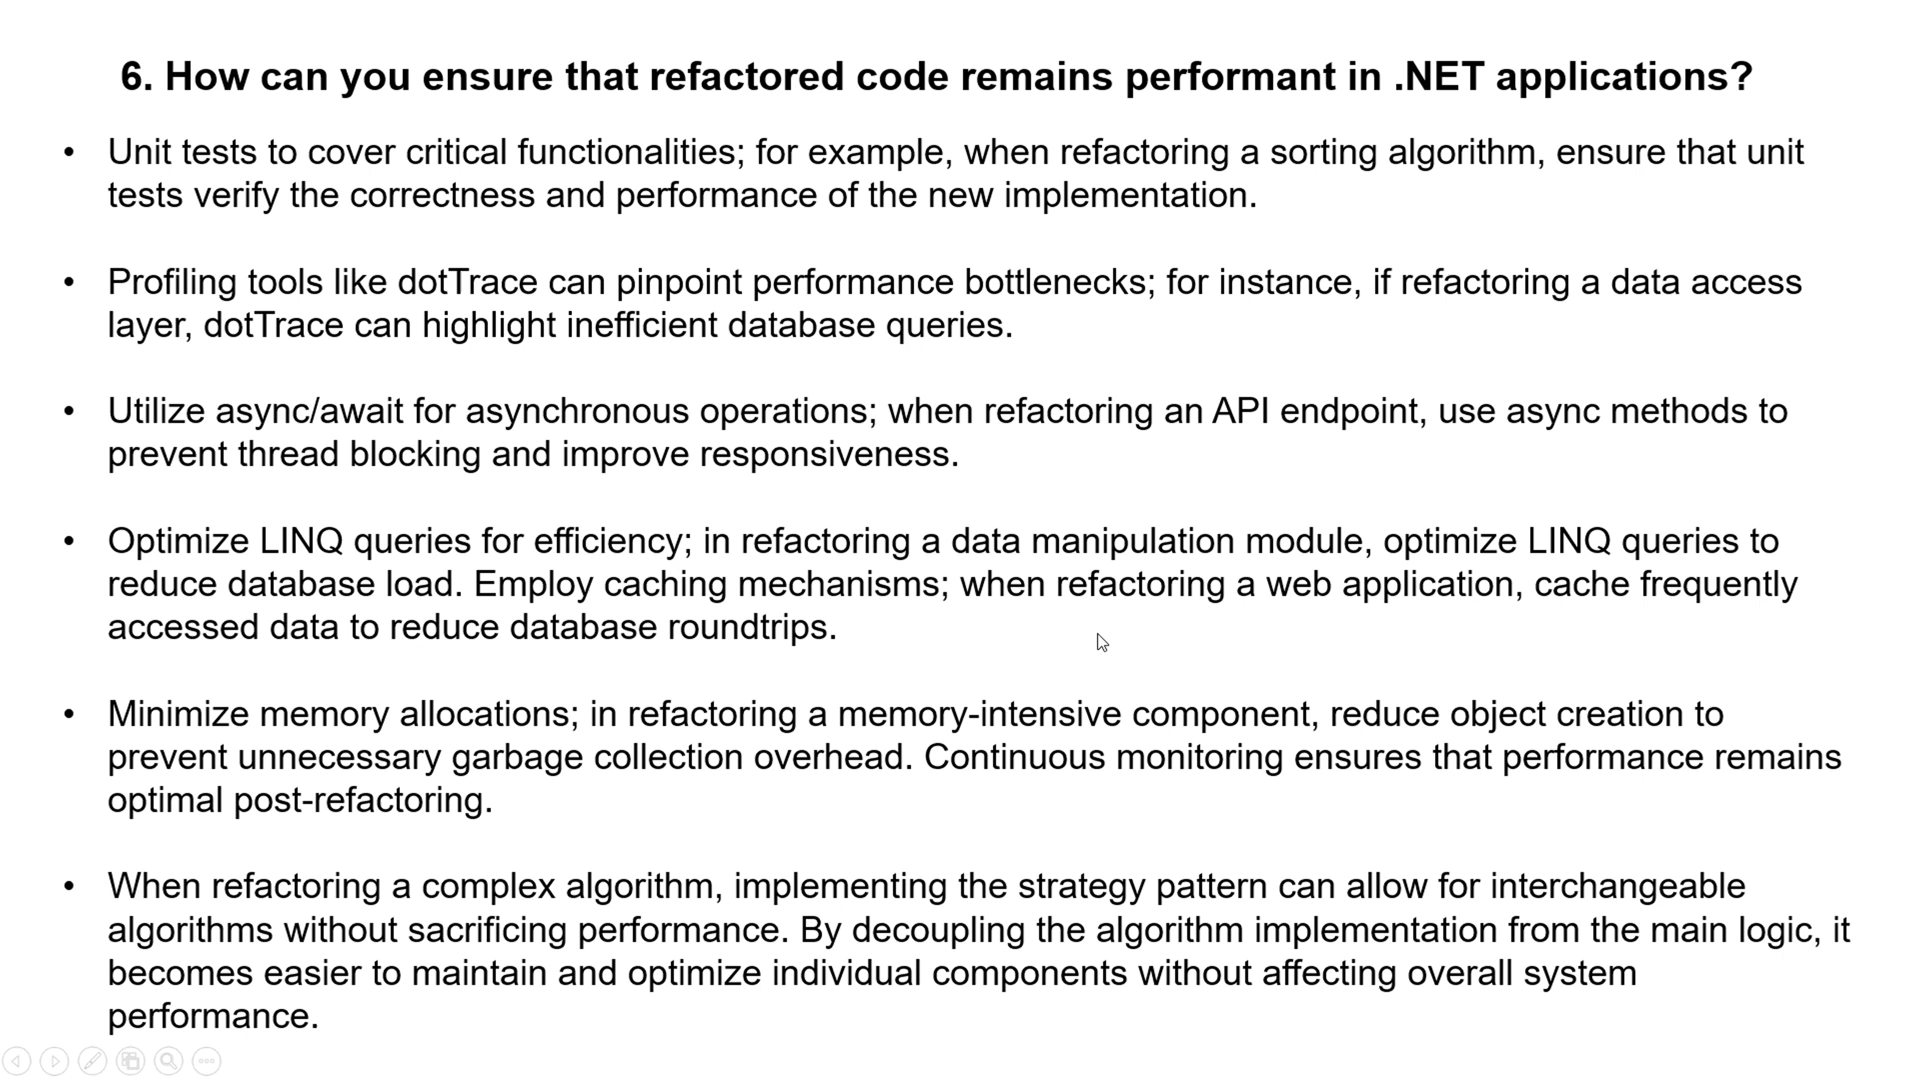 6. How can you ensure that refactored code remains performant in .NET applications?
• Unit tests to cover critical functionalities; for example, when refactoring a sorting algorithm, ensure that unit
tests verify the correctness and performance of the new implementation.
• Profiling tools like dotTrace can pinpoint performance bottlenecks; for instance, if refactoring a data access
layer, dotTrace can highlight inefficient database queries.
• Utilize async/await for asynchronous operations; when refactoring an API endpoint, use async methods to
prevent thread blocking and improve responsiveness.
• Optimize LINQ queries for efficiency; in refactoring a data manipulation module, optimize LINQ queries to
reduce database load. Employ caching mechanisms; when refactoring a web application, cache frequently
accessed data to reduce database roundtrips.
• Minimize memory allocations; in refactoring a memory-intensive component, reduce object creation to
prevent unnecessary garbage collection overhead. Continuous monitoring ensures that performance remains
optimal post-refactoring.
• When refactoring a complex algorithm, implementing the strategy pattern can allow for interchangeable
algorithms without sacrificing performance. By decoupling the algorithm implementation from the main logic, it
becomes easier to maintain and optimize individual components without affecting overall system
performance.